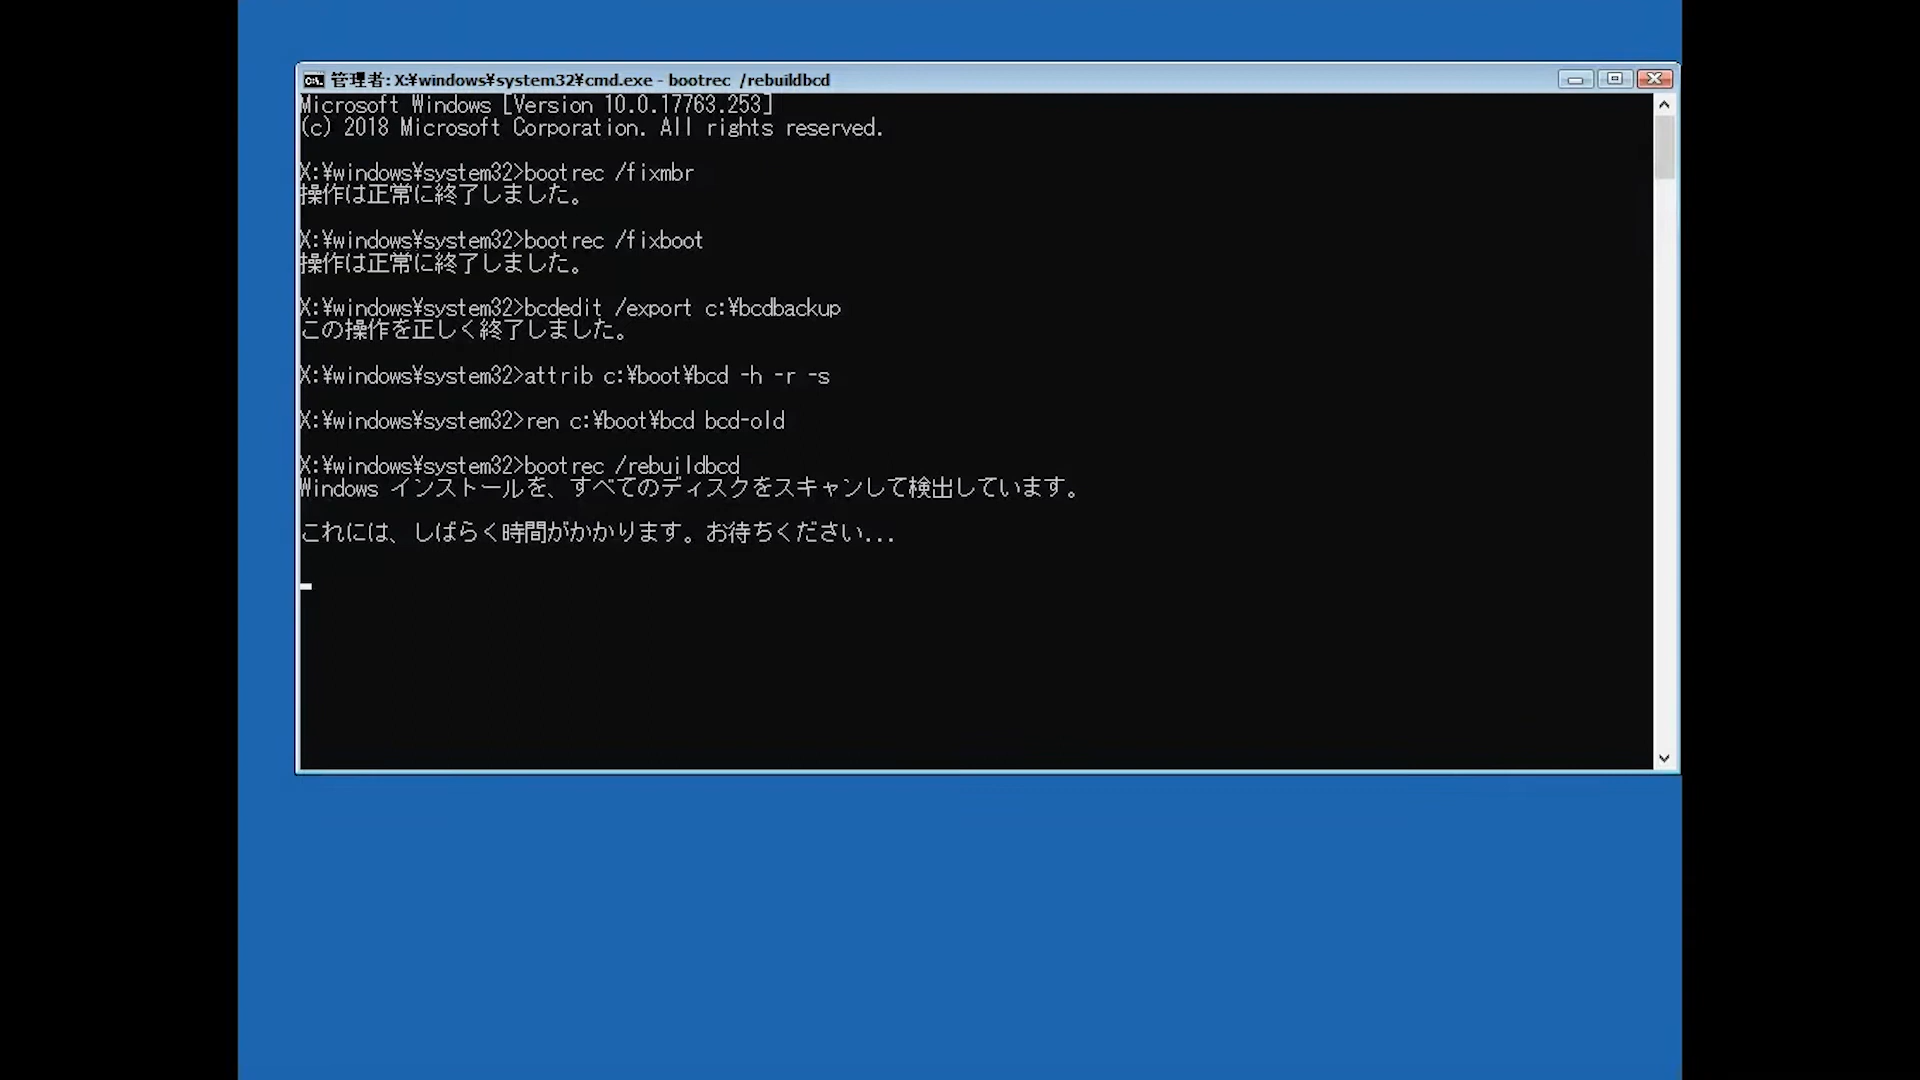 管理者: X:¥windows¥system32¥cmd.exe - bootrec /rebuildbcd
Microsoft Windows [Version 10.0.17763.253]
(c) 2018 Microsoft Corporation. All rights reserved.
X:¥windows¥system32>bootrec /fixmbr
操作は正常に終了しました。
X:¥windows¥system32>bootrec /fixboot
操作は正常に終了しました。
X:¥windows¥system32>bcdedit /export c:¥bcdbackup
この操作を正しく終了しました。
X:¥windows¥system32>attrib c:¥boot¥bcd -h -r -s
X:¥windows¥system32>ren c:¥boot¥bcd bcd-old
X:¥windows¥system32>bootrec /rebuildbcd
Windows インストールを、すべてのディスクをスキャンして検出しています。
これには、しばらく時間がかかります。お待ちください...